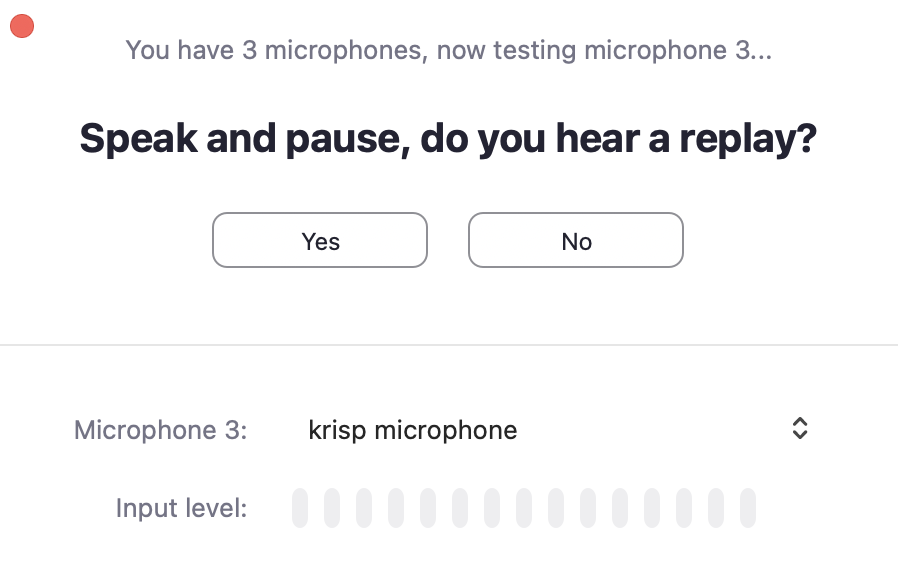 You have 3 microphones, now testing microphone 3...
Speak and pause, do you hear a replay?
Yes No
Microphone 3: krisp microphone
Input level: